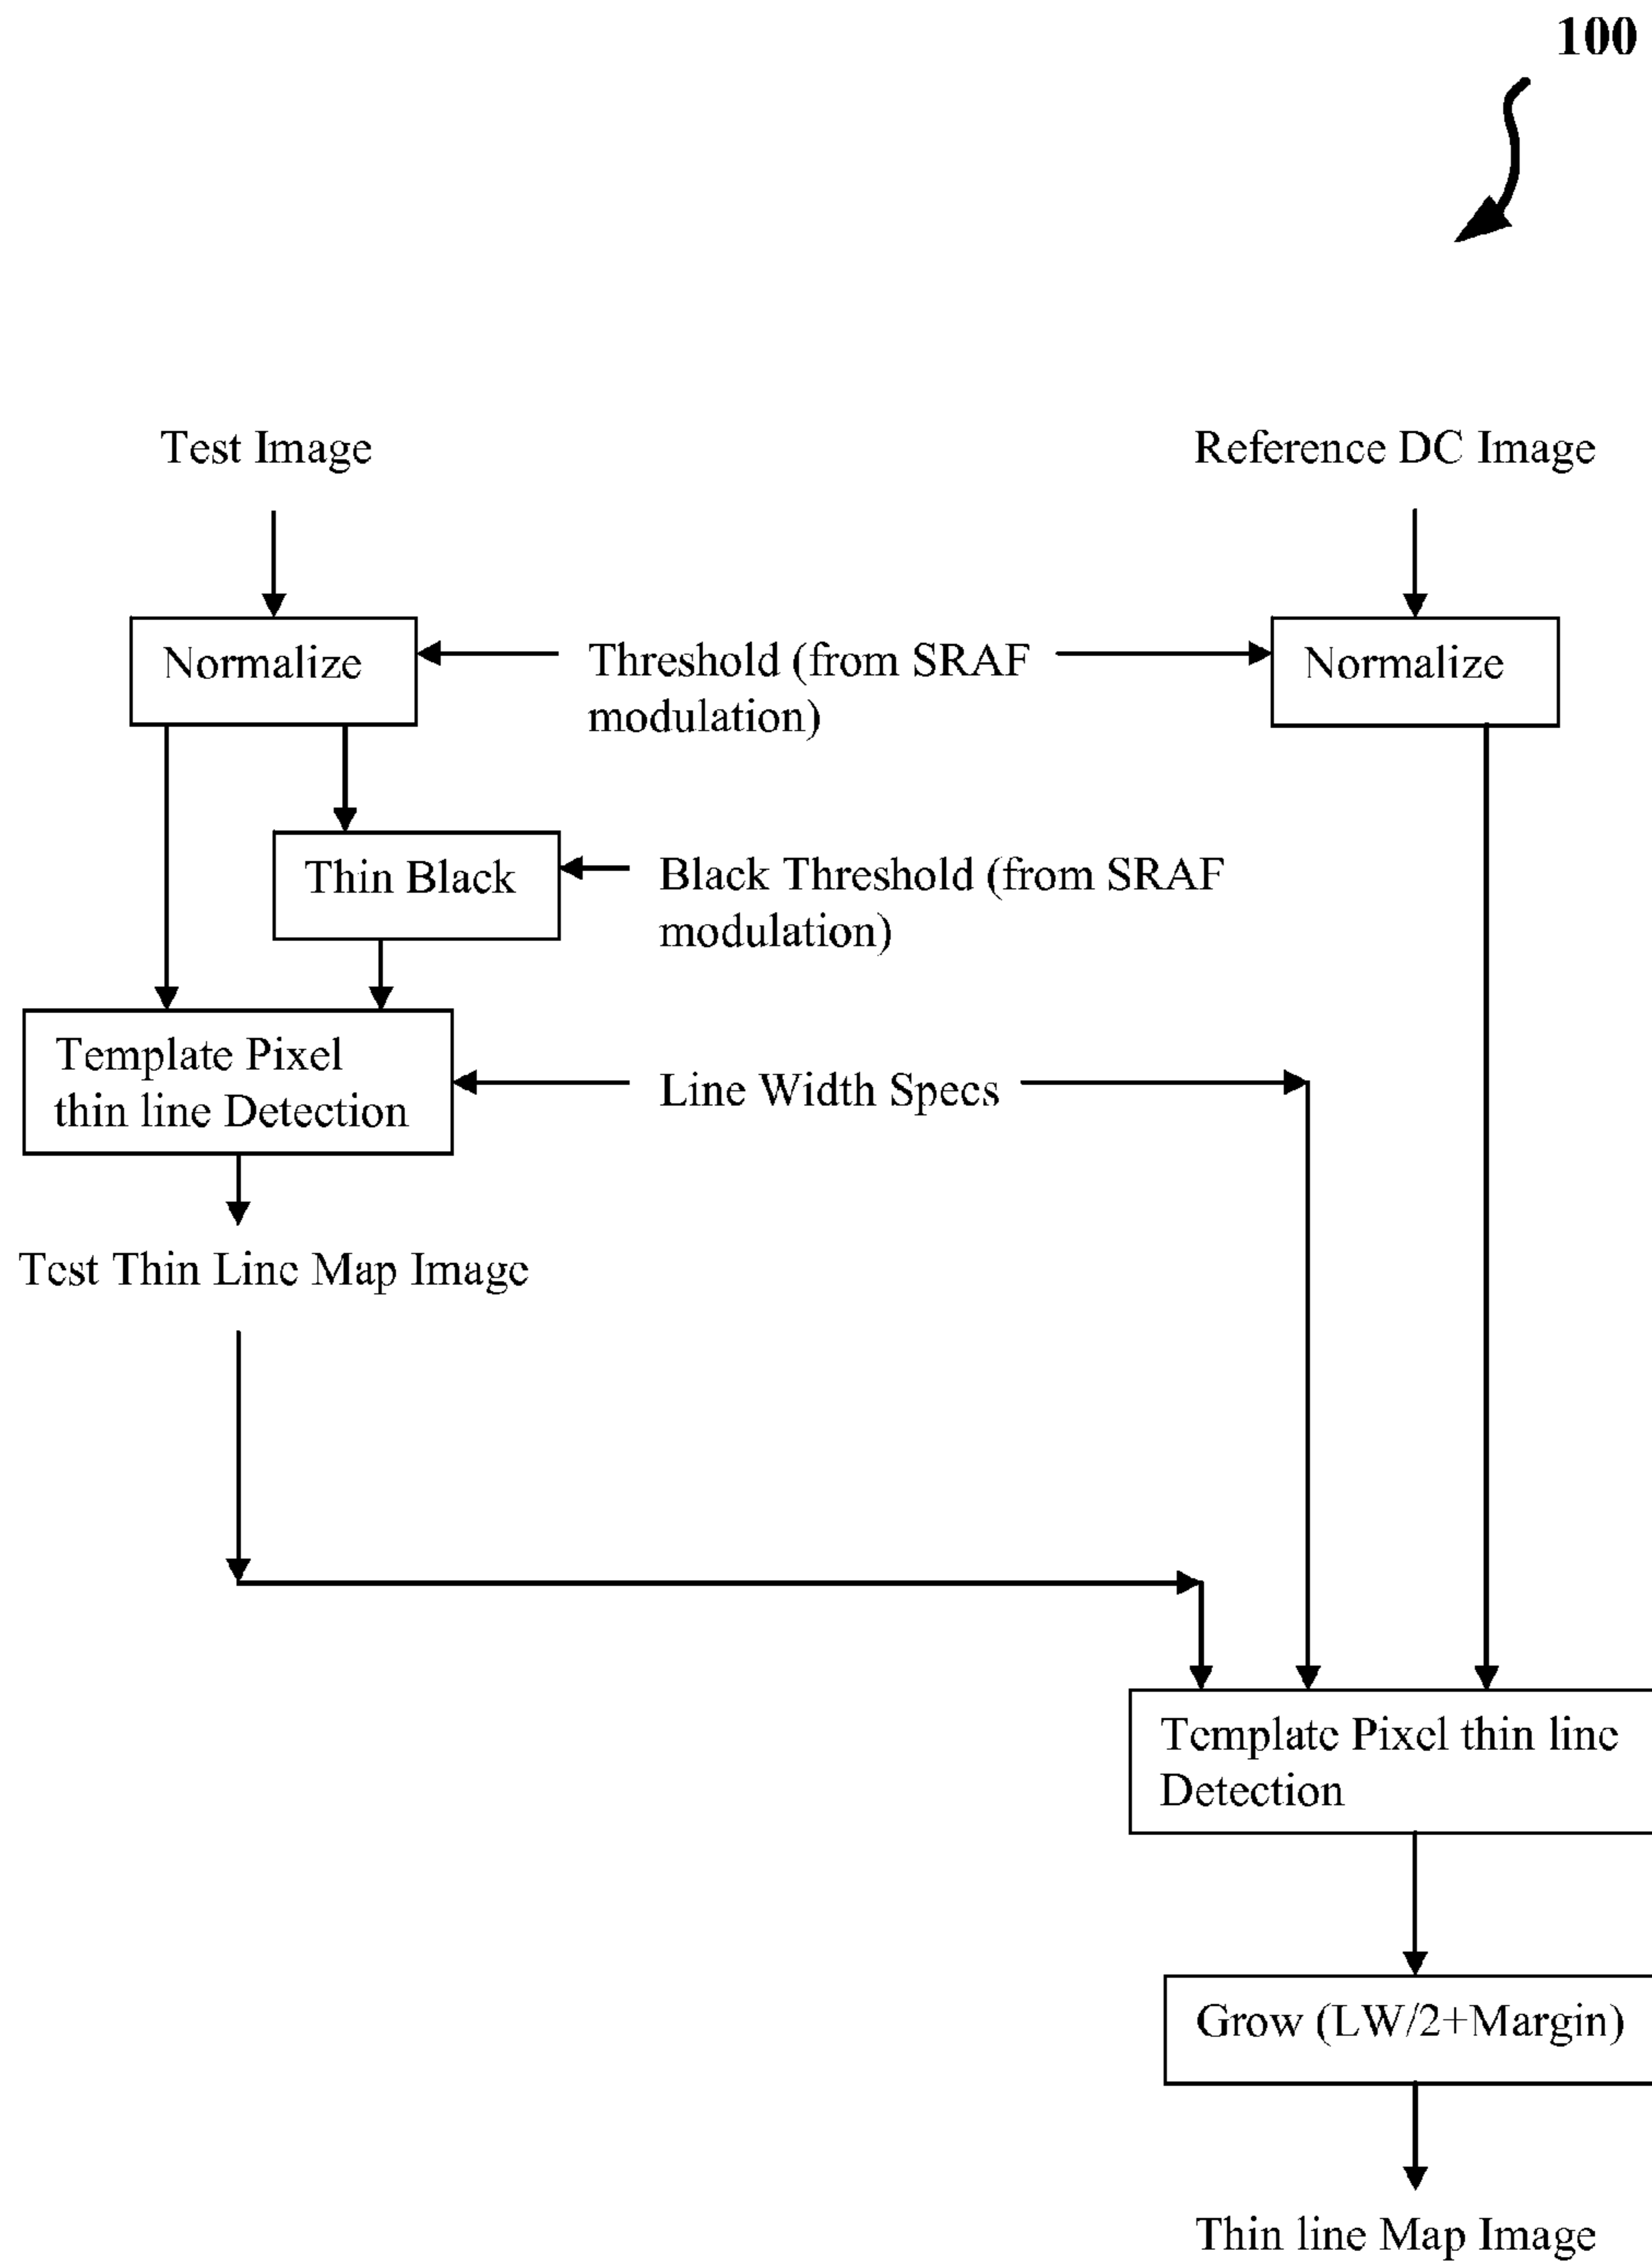 100
Test Image
Reference DC Image
Normalize
Threshold (from SRAF
modulation)
Normalize
Thin Black
Black Threshold (from SRAF
modulation)
Template Pixel
thin line Detection
Line Width Specs
Test Thin Line Map Image
Template Pixel thin line
Detection
Grow (LW/2+Margin)
Thin line Map Image